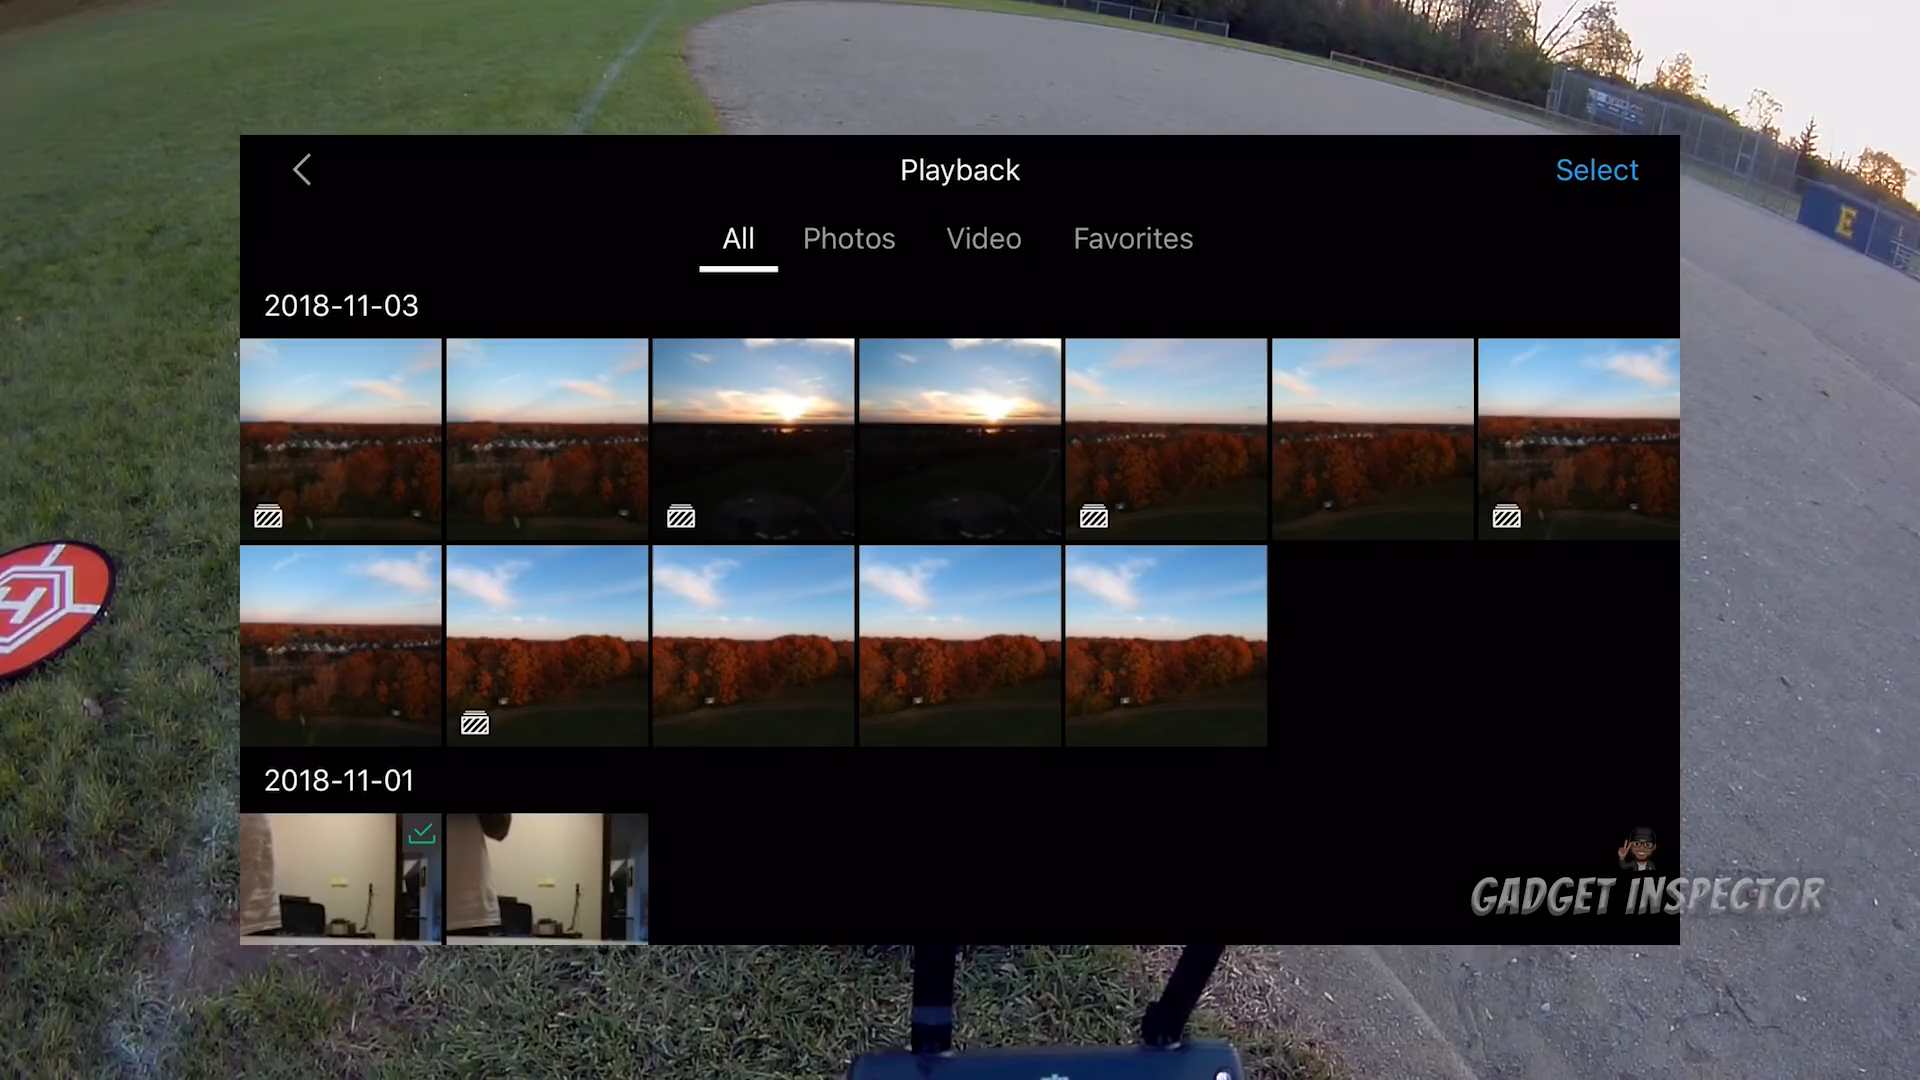 Playback
Select
All Photos Video Favorites
2018-11-03
2018-11-01
GADGET INSPECTOR
E
H